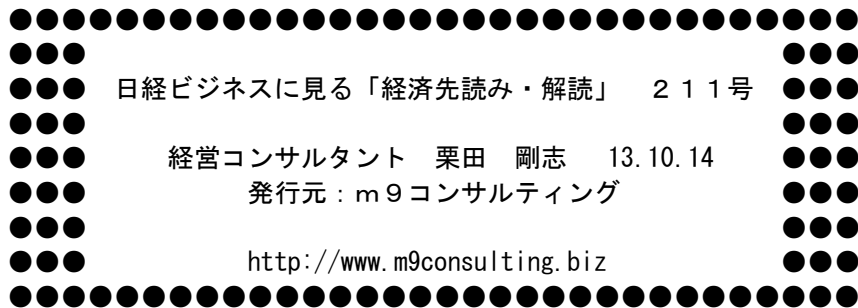 日経ビジネスに見る「経済先読み・解読」　２１１号
経営コンサルタント　栗田　剛志　 13.10.14
発行元：ｍ９コンサルティング
http://www.m9consulting.biz